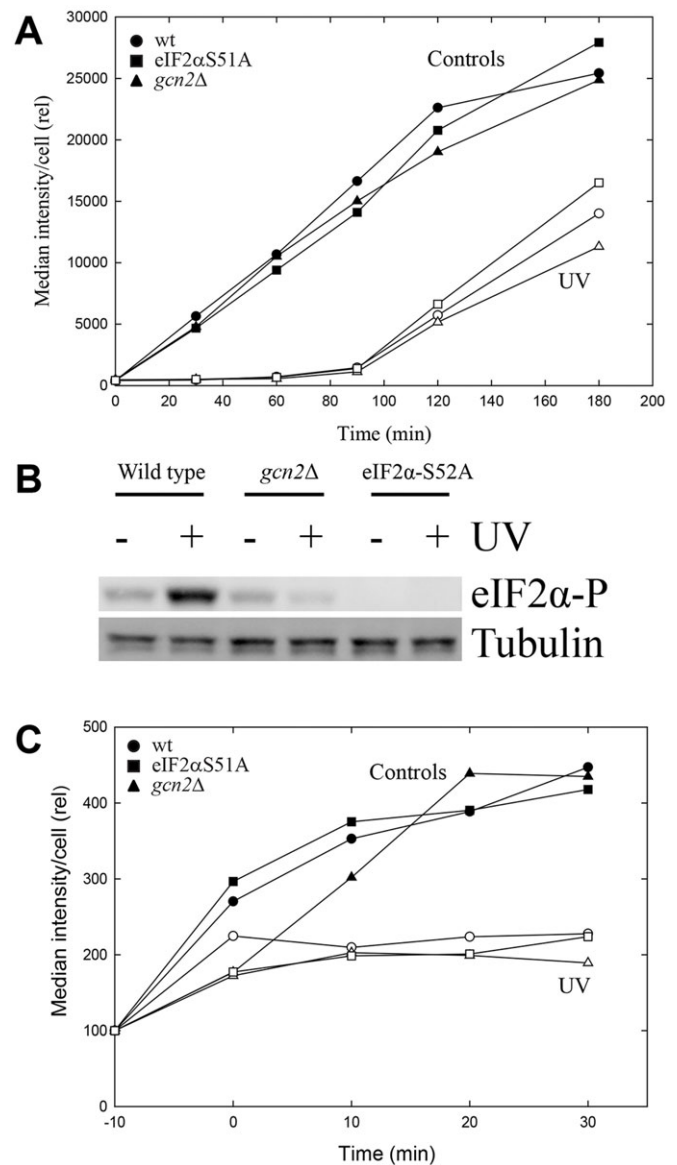 A
wt
eIF2αS51A
gcn2Δ
Controls
UV
Median intensity/cell (rel)
30000
25000
20000
15000
10000
5000
0
0 20 40 60 80 100 120 140 160 180 200
Time (min)
B
Wild type gcn2Δ eIF2α-S52A
- + - + - + UV
eIF2α-P
Tubulin
C
wt
eIF2αS51A
gcn2Δ
Controls
UV
Median intensity/cell (rel)
500
400
300
200
100
0
-10 0 10 20 30
Time (min)